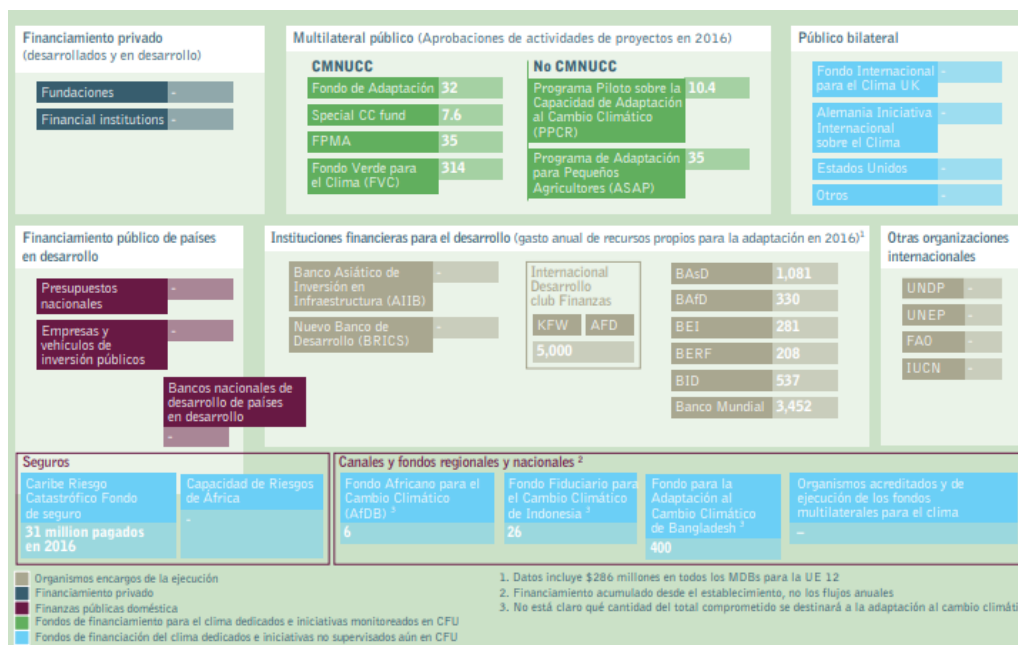 Financiamiento privado
(desarrollados y en desarrollo)
Fundaciones -
Financial institutions -
Multilateral público (Aprobaciones de actividades de proyectos en 2016)
CMNUCC
Fondo de Adaptación 32
Special CC fund 7.6
FPMA 35
Fondo Verde para 314
el Clima (FVC)
No CMNUCC
Programa Piloto sobre la 10.4
Capacidad de Adaptación
al Cambio Climático
(PPCR)
Programa de Adaptación 35
para Pequeños
Agricultores (ASAP)
Público bilateral
Fondo Internacional -
para el Clima UK
Alemania Iniciativa -
Internacional
sobre el Clima
Estados Unidos -
Otros -
Financiamiento público de países
en desarrollo
Presupuestos -
nacionales
Empresas y -
vehículos de
inversión públicos
Bancos nacionales de
desarrollo de países
en desarrollo
-
Instituciones financieras para el desarrollo (gasto anual de recursos propios para la adaptación en 2016)1
Banco Asiático de -
Inversión en
Infraestructura (AIIB)
Nuevo Banco de -
Desarrollo (BRICS)
Internacional
Desarrollo
club Finanzas
KFW AFD
5,000
BAsD 1,081
BAfD 330
BEI 281
BERF 208
BID 537
Banco Mundial 3,452
Otras organizaciones
internacionales
UNDP -
UNEP -
FAO -
IUCN -
Seguros
Caribe Riesgo
Catastrófico Fondo
de seguro
31 million pagados
en 2016
Capacidad de Riesgos
de África
-
Canales y fondos regionales y nacionales 2
Fondo Africano para el
Cambio Climático
(AfDB) 3
6
Fondo Fiduciario para
el Cambio Climático
de Indonesia 3
26
Fondo para la
Adaptación al
Cambio Climático
de Bangladesh 3
400
Organismos acreditados y de
ejecución de los fondos
multilaterales para el clima
–
Organismos encargos de la ejecución
Financiamiento privado
Finanzas públicas doméstica
Fondos de financiamiento para el clima dedicados e iniciativas monitoreados en CFU
Fondos de financiación del clima dedicados e iniciativas no supervisados aún en CFU
1. Datos incluye $286 millones en todos los MDBs para la UE 12
2. Financiamiento acumulado desde el establecimiento, no los flujos anuales
3. No está claro qué cantidad del total comprometido se destinará a la adaptación al cambio climáti